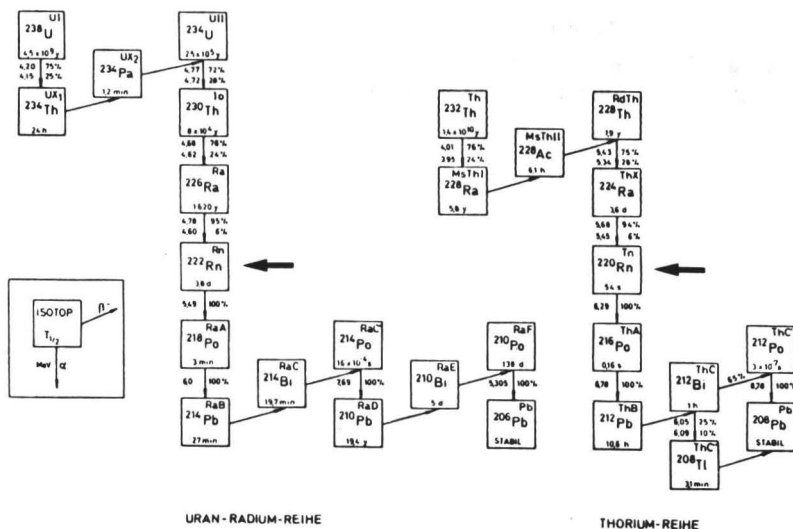 UI
238U
4,5 x 10⁹ y
4,20 75%
4,15 25%
UX1
234Th
24 h
UX2
234Pa
1,2 min
UII
234U
2,5 x 10⁵ y
4,77 72%
4,72 28%
Io
230Th
8 x 10⁴ y
4,68 76%
4,62 24%
Ra
226Ra
1620 y
4,78 95%
4,60 6%
Rn
222Rn
3,8 d
5,49 100%
RaA
218Po
3 min
6,0 100%
RaB
214Pb
27 min
RaC
214Bi
19,7 min
RaC'
214Po
1,6 x 10⁻⁴ s
7,69 100%
RaD
210Pb
19,4 y
RaE
210Bi
5 d
RaF
210Po
138 d
5,305 100%
Pb
206Pb
STABIL
ISOTOP
T1/2
β⁻
MeV α
URAN-RADIUM-REIHE
Th
232Th
1,4 x 10¹⁰ y
4,01 76%
3,95 24%
MsThI
228Ra
5,8 y
MsThII
228Ac
6,1 h
RdTh
228Th
1,9 y
5,43 75%
5,34 28%
ThX
224Ra
3,6 d
5,68 94%
5,45 6%
Tn
220Rn
54 s
6,29 100%
ThA
216Po
0,16 s
6,78 100%
ThB
212Pb
10,6 h
ThC
212Bi
1 h
65%
6,05 25%
6,09 10%
ThC'
212Po
3 x 10⁻⁷ s
8,78 100%
ThC
208Tl
3,1 min
Pb
208Pb
STABIL
THORIUM-REIHE